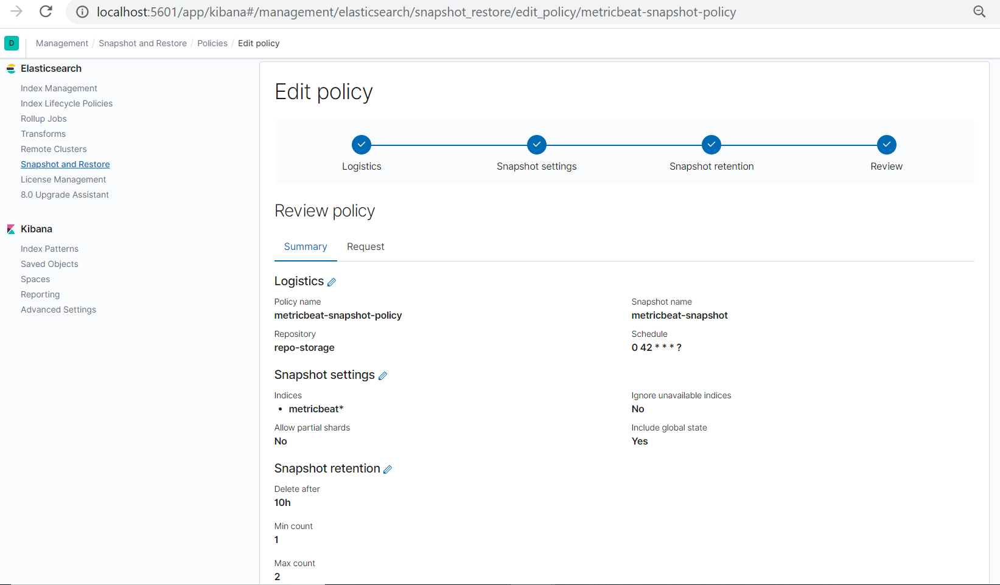 localhost:5601/app/kibana#/management/elasticsearch/snapshot_restore/edit_policy/metricbeat-snapshot-policy
D Management / Snapshot and Restore / Policies / Edit policy
Elasticsearch
Index Management
Index Lifecycle Policies
Rollup Jobs
Transforms
Remote Clusters
Snapshot and Restore
License Management
8.0 Upgrade Assistant
Kibana
Index Patterns
Saved Objects
Spaces
Reporting
Advanced Settings
Edit policy
Logistics Snapshot settings Snapshot retention Review
Review policy
Summary Request
Logistics
Policy name Snapshot name
metricbeat-snapshot-policy metricbeat-snapshot
Repository Schedule
repo-storage 0 42 * * * ?
Snapshot settings
Indices Ignore unavailable indices
• metricbeat* No
Allow partial shards Include global state
No Yes
Snapshot retention
Delete after
10h
Min count
1
Max count
2